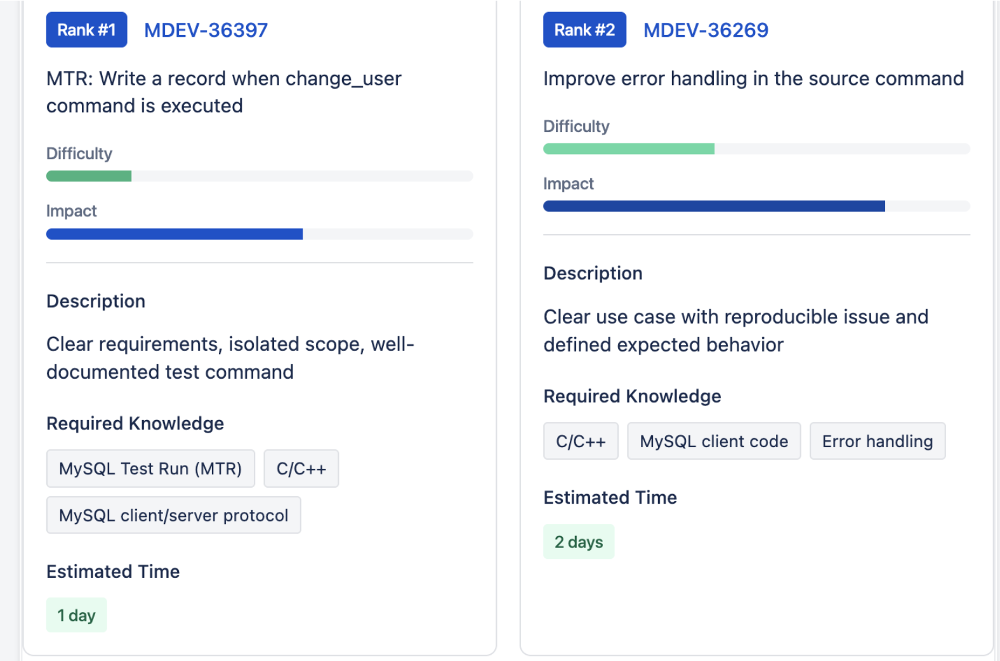 Rank #1 MDEV-36397
MTR: Write a record when change_user
command is executed
Difficulty
Impact
Description
Clear requirements, isolated scope, well-
documented test command
Required Knowledge
MySQL Test Run (MTR) C/C++
MySQL client/server protocol
Estimated Time
1 day
Rank #2 MDEV-36269
Improve error handling in the source command
Difficulty
Impact
Description
Clear use case with reproducible issue and
defined expected behavior
Required Knowledge
C/C++ MySQL client code Error handling
Estimated Time
2 days